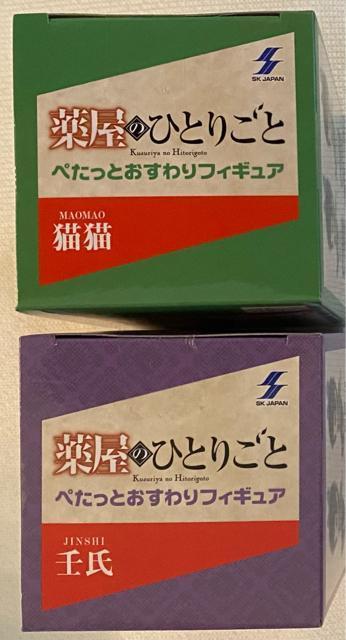 SK JAPAN
薬屋のひとりごと
Kusuriya no Hitorigoto
ぺたっとおすわりフィギュア
MAOMAO
猫猫
SK JAPAN
薬屋のひとりごと
Kusuriya no Hitorigoto
ぺたっとおすわりフィギュア
JINSHI
壬氏